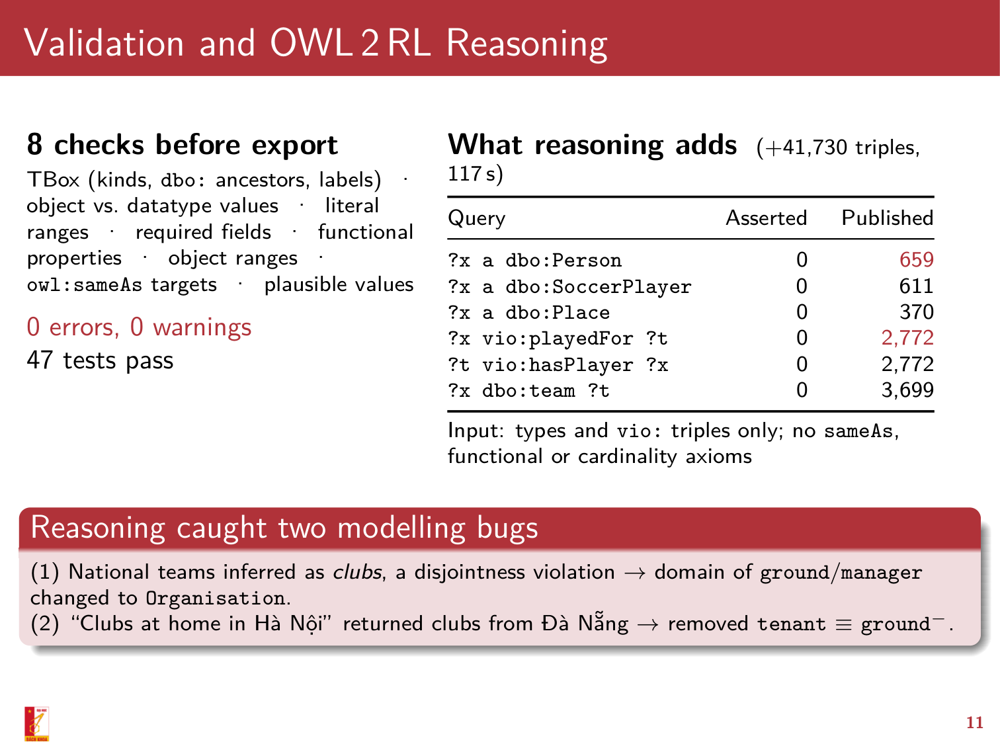 Validation and OWL 2 RL Reasoning
8 checks before export
TBox (kinds, dbo: ancestors, labels) ·
object vs. datatype values · literal
ranges · required fields · functional
properties · object ranges ·
owl:sameAs targets · plausible values
0 errors, 0 warnings
47 tests pass
What reasoning adds (+41,730 triples,
117 s)
Query Asserted Published
?x a dbo:Person 0 659
?x a dbo:SoccerPlayer 0 611
?x a dbo:Place 0 370
?x vio:playedFor ?t 0 2,772
?t vio:hasPlayer ?x 0 2,772
?x dbo:team ?t 0 3,699
Input: types and vio: triples only; no sameAs,
functional or cardinality axioms
Reasoning caught two modelling bugs
(1) National teams inferred as clubs, a disjointness violation → domain of ground/manager
changed to Organisation.
(2) “Clubs at home in Hà Nội” returned clubs from Đà Nẵng → removed tenant ≡ ground⁻.
ĐẠI HỌC
BÁCH KHOA
11